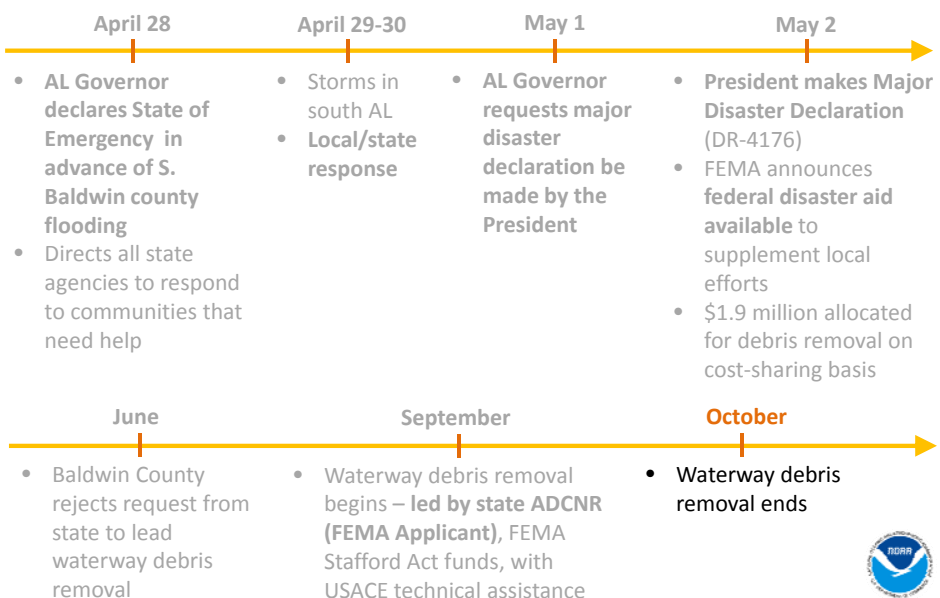 April 28
April 29-30
May 1
May 2
• AL Governor
declares State of
Emergency in
advance of S.
Baldwin county
flooding
• Directs all state
agencies to respond
to communities that
need help
• Storms in
south AL
• Local/state
response
• AL Governor
requests major
disaster
declaration be
made by the
President
• President makes Major
Disaster Declaration
(DR-4176)
• FEMA announces
federal disaster aid
available to
supplement local
efforts
• $1.9 million allocated
for debris removal on
cost-sharing basis
June
September
October
• Baldwin County
rejects request from
state to lead
waterway debris
removal
• Waterway debris removal
begins – led by state ADCNR
(FEMA Applicant), FEMA
Stafford Act funds, with
USACE technical assistance
• Waterway debris
removal ends
NOAA